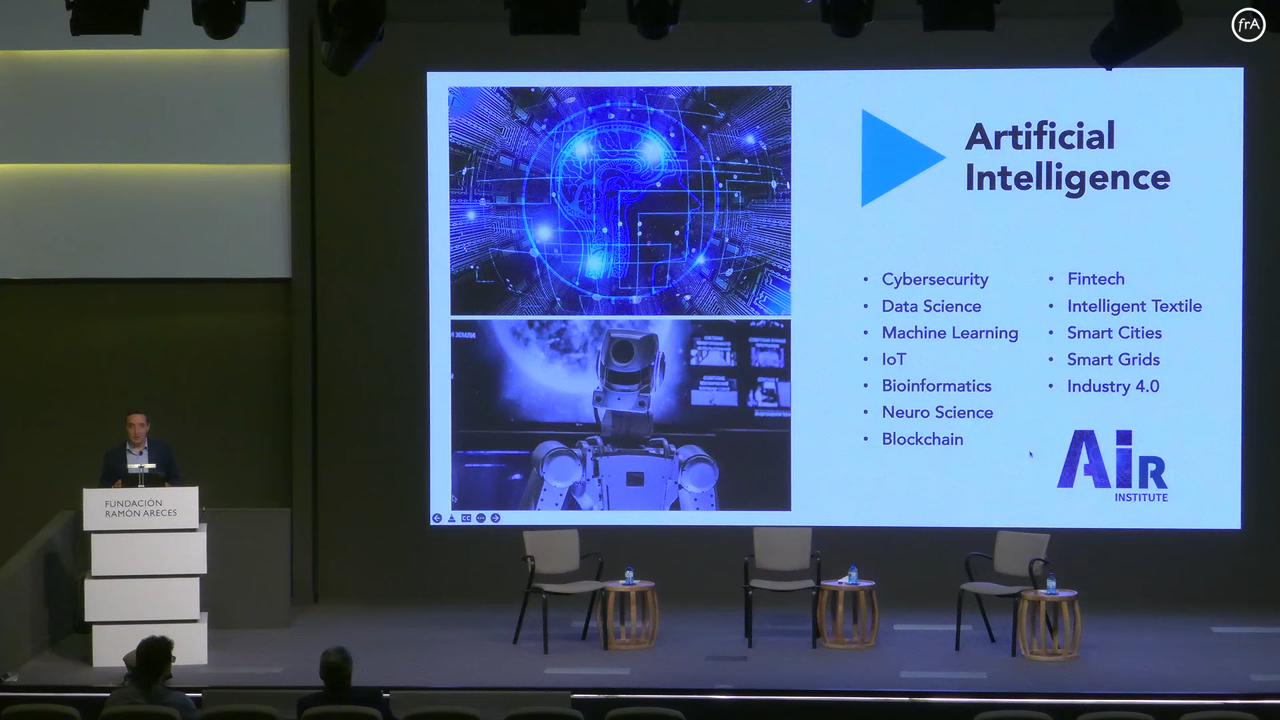 frA
Artificial
Intelligence
• Cybersecurity
• Data Science
• Machine Learning
• IoT
• Bioinformatics
• Neuro Science
• Blockchain
• Fintech
• Intelligent Textile
• Smart Cities
• Smart Grids
• Industry 4.0
AIR
INSTITUTE
FUNDACIÓN
RAMÓN ARECES